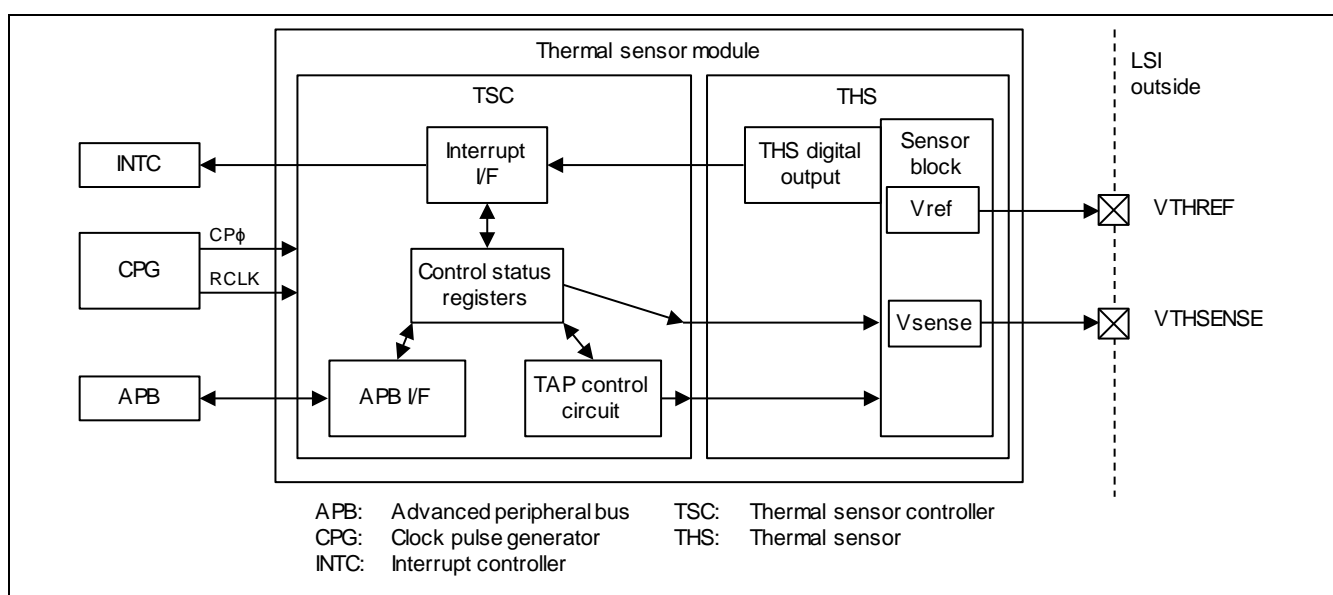 Thermal sensor module
LSI
outside
TSC
THS
INTC
Interrupt
I/F
THS digital
output
Sensor
block
Vref
VTHREF
CPG
CPϕ
RCLK
Control status
registers
Vsense
VTHSENSE
APB
APB I/F
TAP control
circuit
APB: Advanced peripheral bus TSC: Thermal sensor controller
CPG: Clock pulse generator THS: Thermal sensor
INTC: Interrupt controller